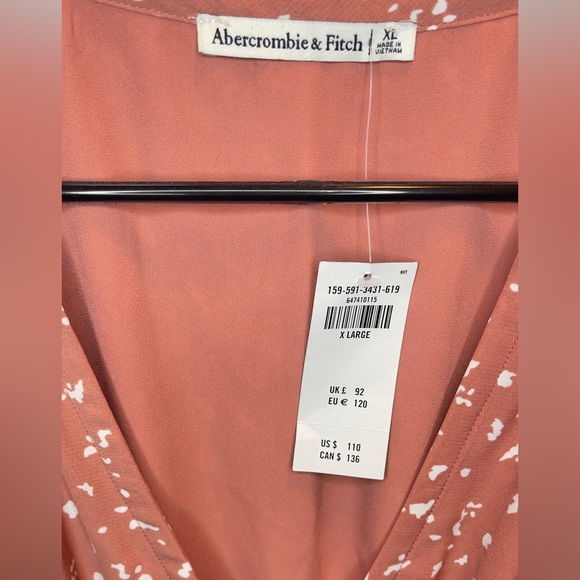 Abercrombie & Fitch
XL
MADE IN
VIETNAM
159-591-3431-619
647410115
X LARGE
UK £ 92
EU € 120
US $ 110
CAN $ 136